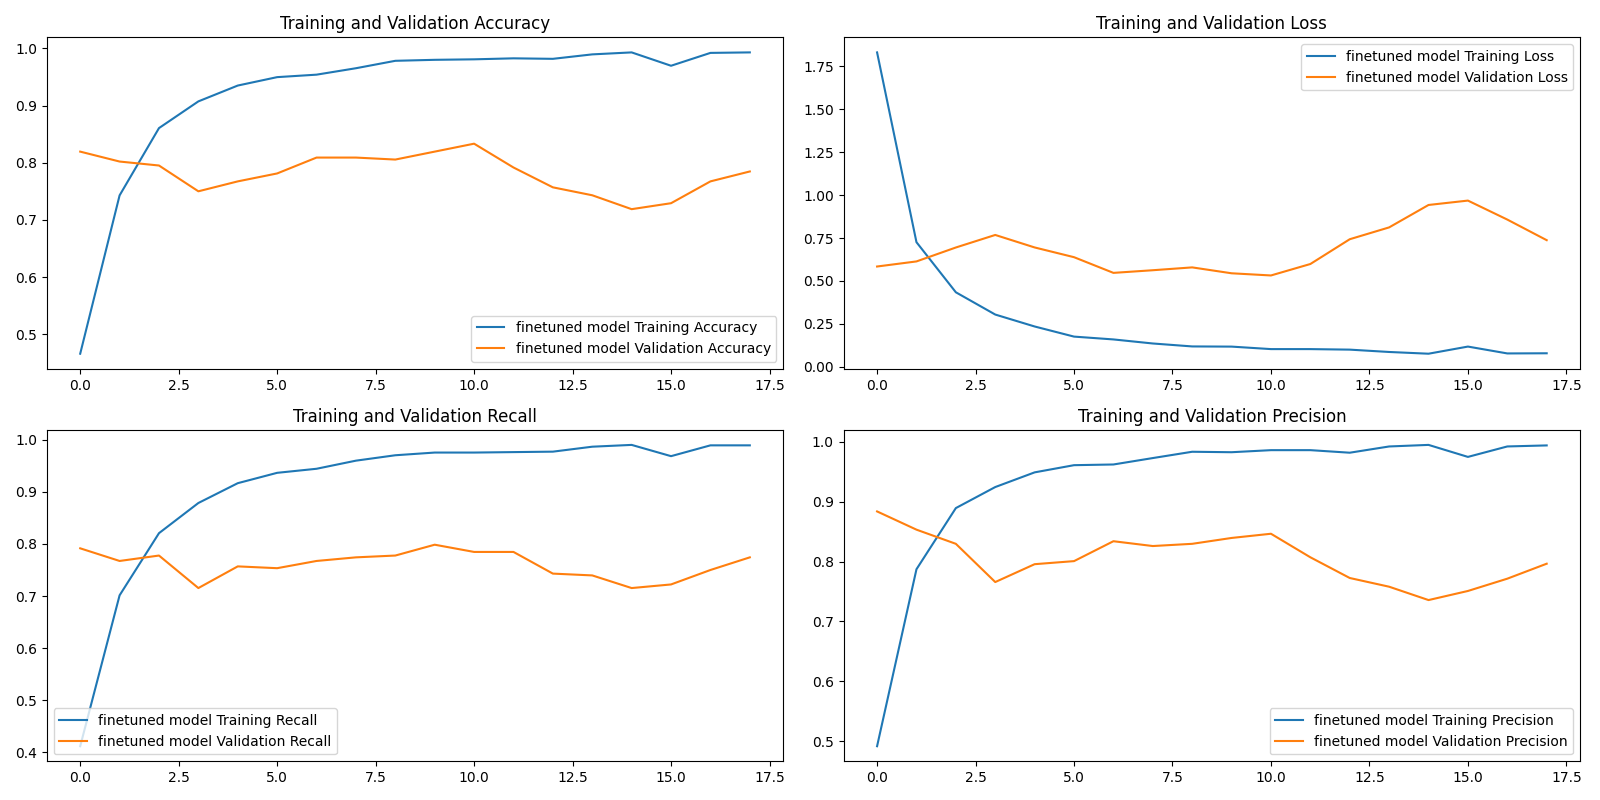 Training and Validation Accuracy
1.0
0.9
0.8
0.7
0.6
0.5
finetuned model Training Accuracy
finetuned model Validation Accuracy
0.0 2.5 5.0 7.5 10.0 12.5 15.0 17.5
Training and Validation Loss
1.75
1.50
1.25
1.00
0.75
0.50
0.25
0.00
finetuned model Training Loss
finetuned model Validation Loss
0.0 2.5 5.0 7.5 10.0 12.5 15.0 17.5
Training and Validation Recall
1.0
0.9
0.8
0.7
0.6
0.5
0.4
finetuned model Training Recall
finetuned model Validation Recall
0.0 2.5 5.0 7.5 10.0 12.5 15.0 17.5
Training and Validation Precision
1.0
0.9
0.8
0.7
0.6
0.5
finetuned model Training Precision
finetuned model Validation Precision
0.0 2.5 5.0 7.5 10.0 12.5 15.0 17.5